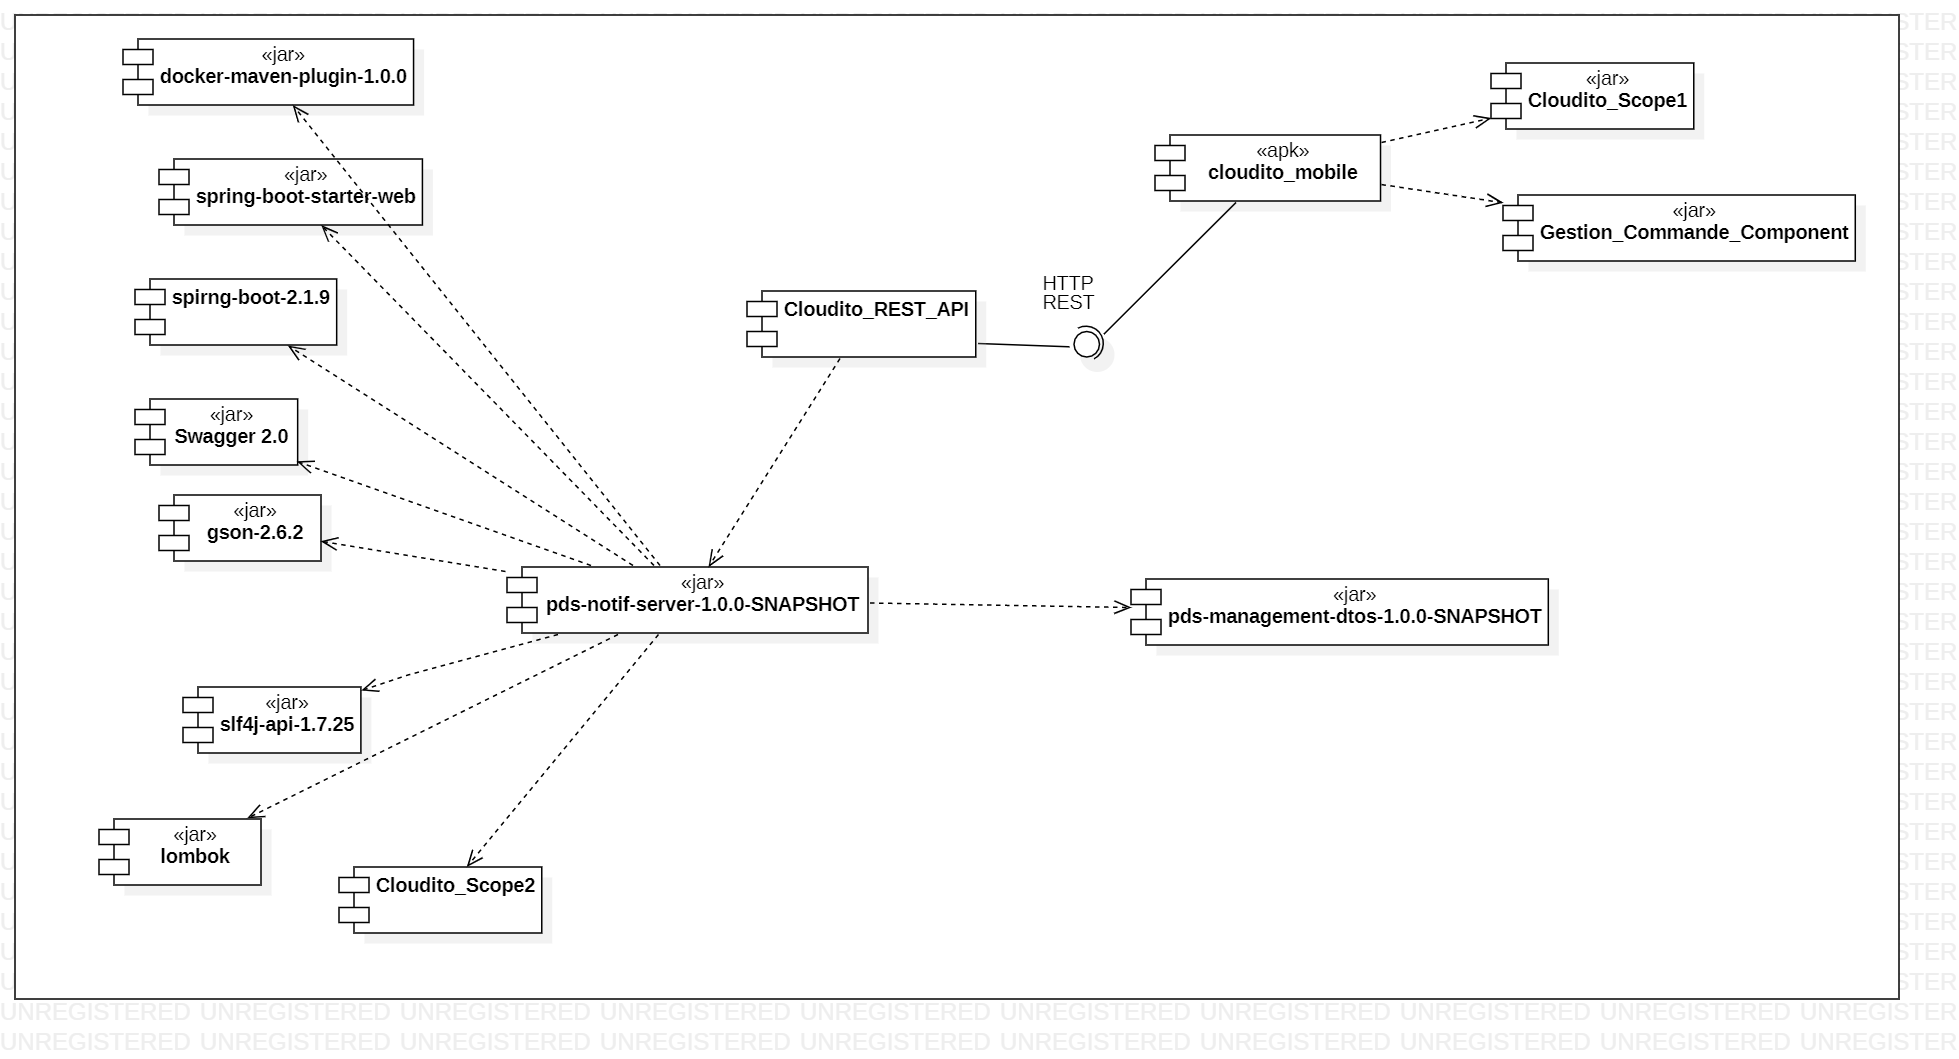 «jar»
docker-maven-plugin-1.0.0
«jar»
spring-boot-starter-web
spirng-boot-2.1.9
«jar»
Swagger 2.0
«jar»
gson-2.6.2
«jar»
Cloudito_Scope1
«apk»
cloudito_mobile
«jar»
Gestion_Commande_Component
HTTP
REST
Cloudito_REST_API
«jar»
pds-notif-server-1.0.0-SNAPSHOT
«jar»
pds-management-dtos-1.0.0-SNAPSHOT
«jar»
slf4j-api-1.7.25
«jar»
lombok
Cloudito_Scope2
UNREGISTERED UNREGISTERED UNREGISTERED UNREGISTERED UNREGISTERED UNREGISTERED UNREGISTERED UNREGISTERED UNREGISTERED
UNREGISTERED UNREGISTERED UNREGISTERED UNREGISTERED UNREGISTERED UNREGISTERED UNREGISTERED UNREGISTERED UNREGISTERED